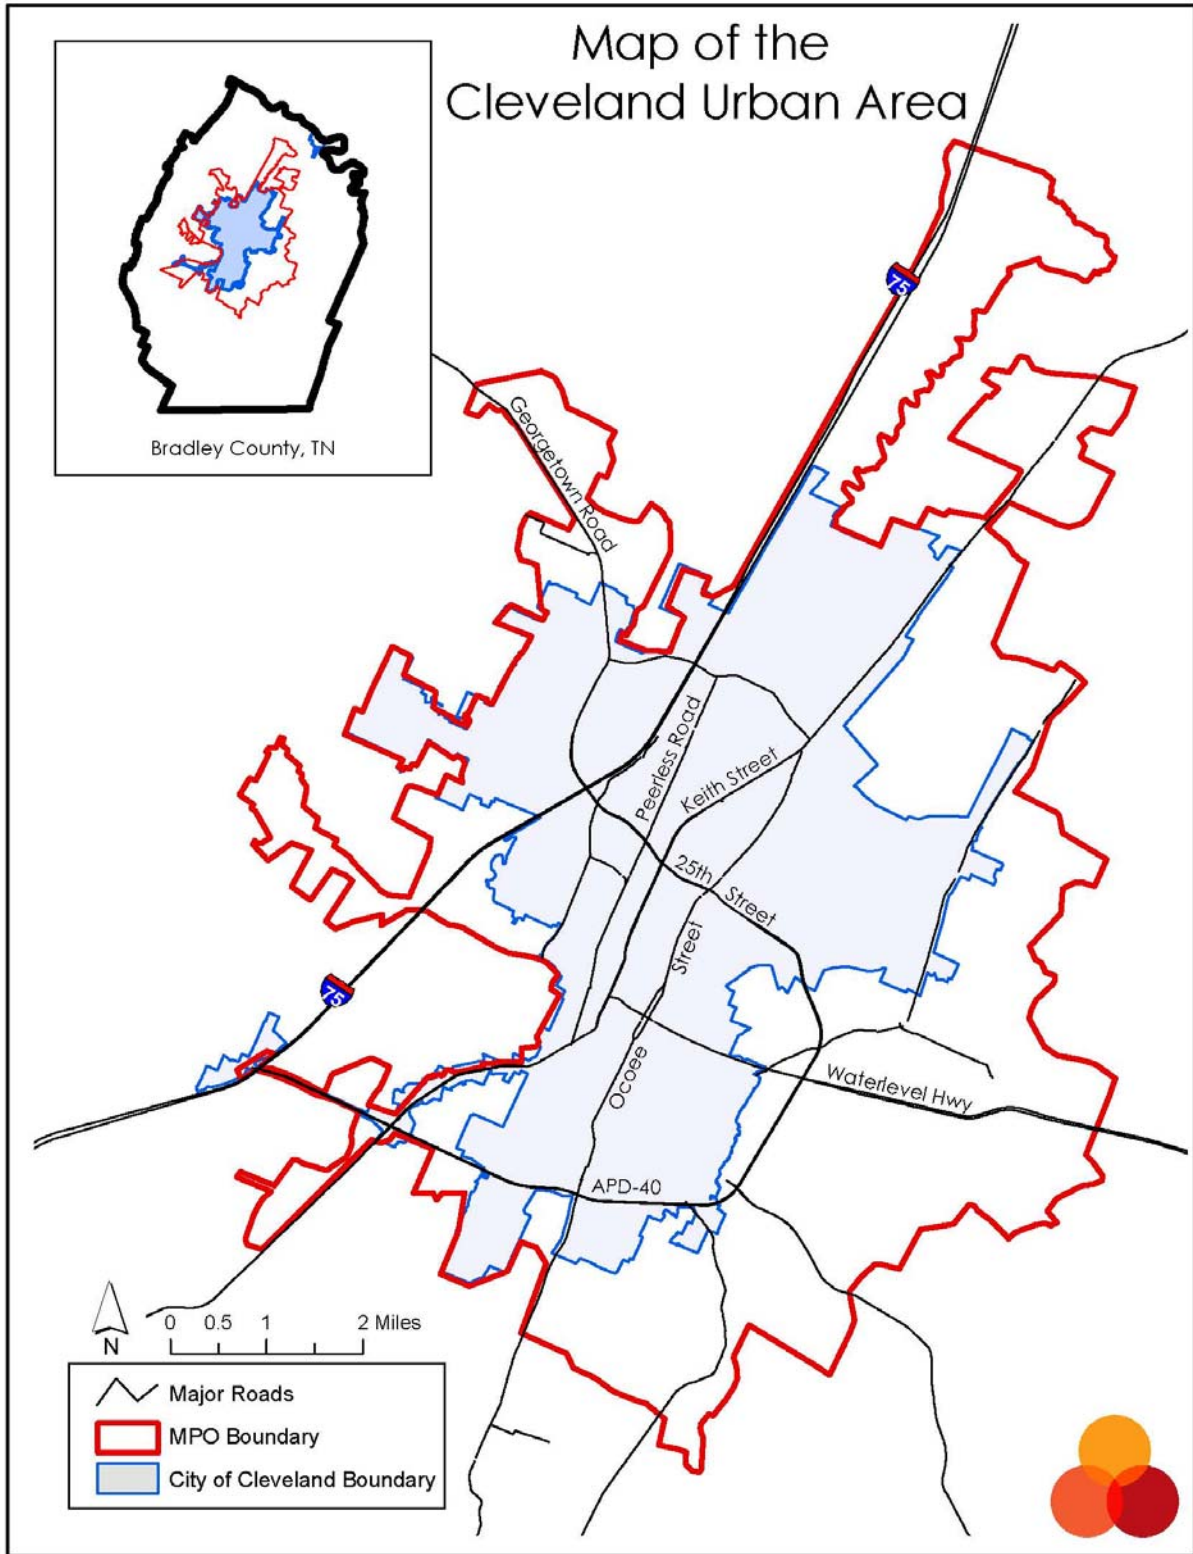 Map of the
Cleveland Urban Area
Bradley County, TN
75
Georgetown Road
Peerless Road
Keith Street
25th Street
Ocoee Street
75
Waterlevel Hwy
APD-40
N
0 0.5 1 2 Miles
Major Roads
MPO Boundary
City of Cleveland Boundary